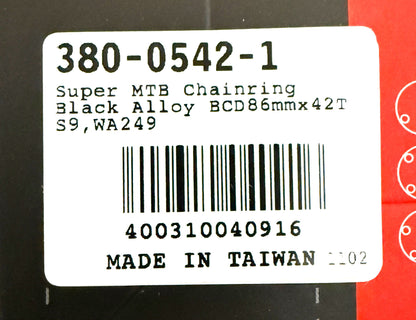 380-0542-1
Super MTB Chainring
Black Alloy BCD86mmx42T
S9,WA249
400310040916
MADE IN TAIWAN 1102